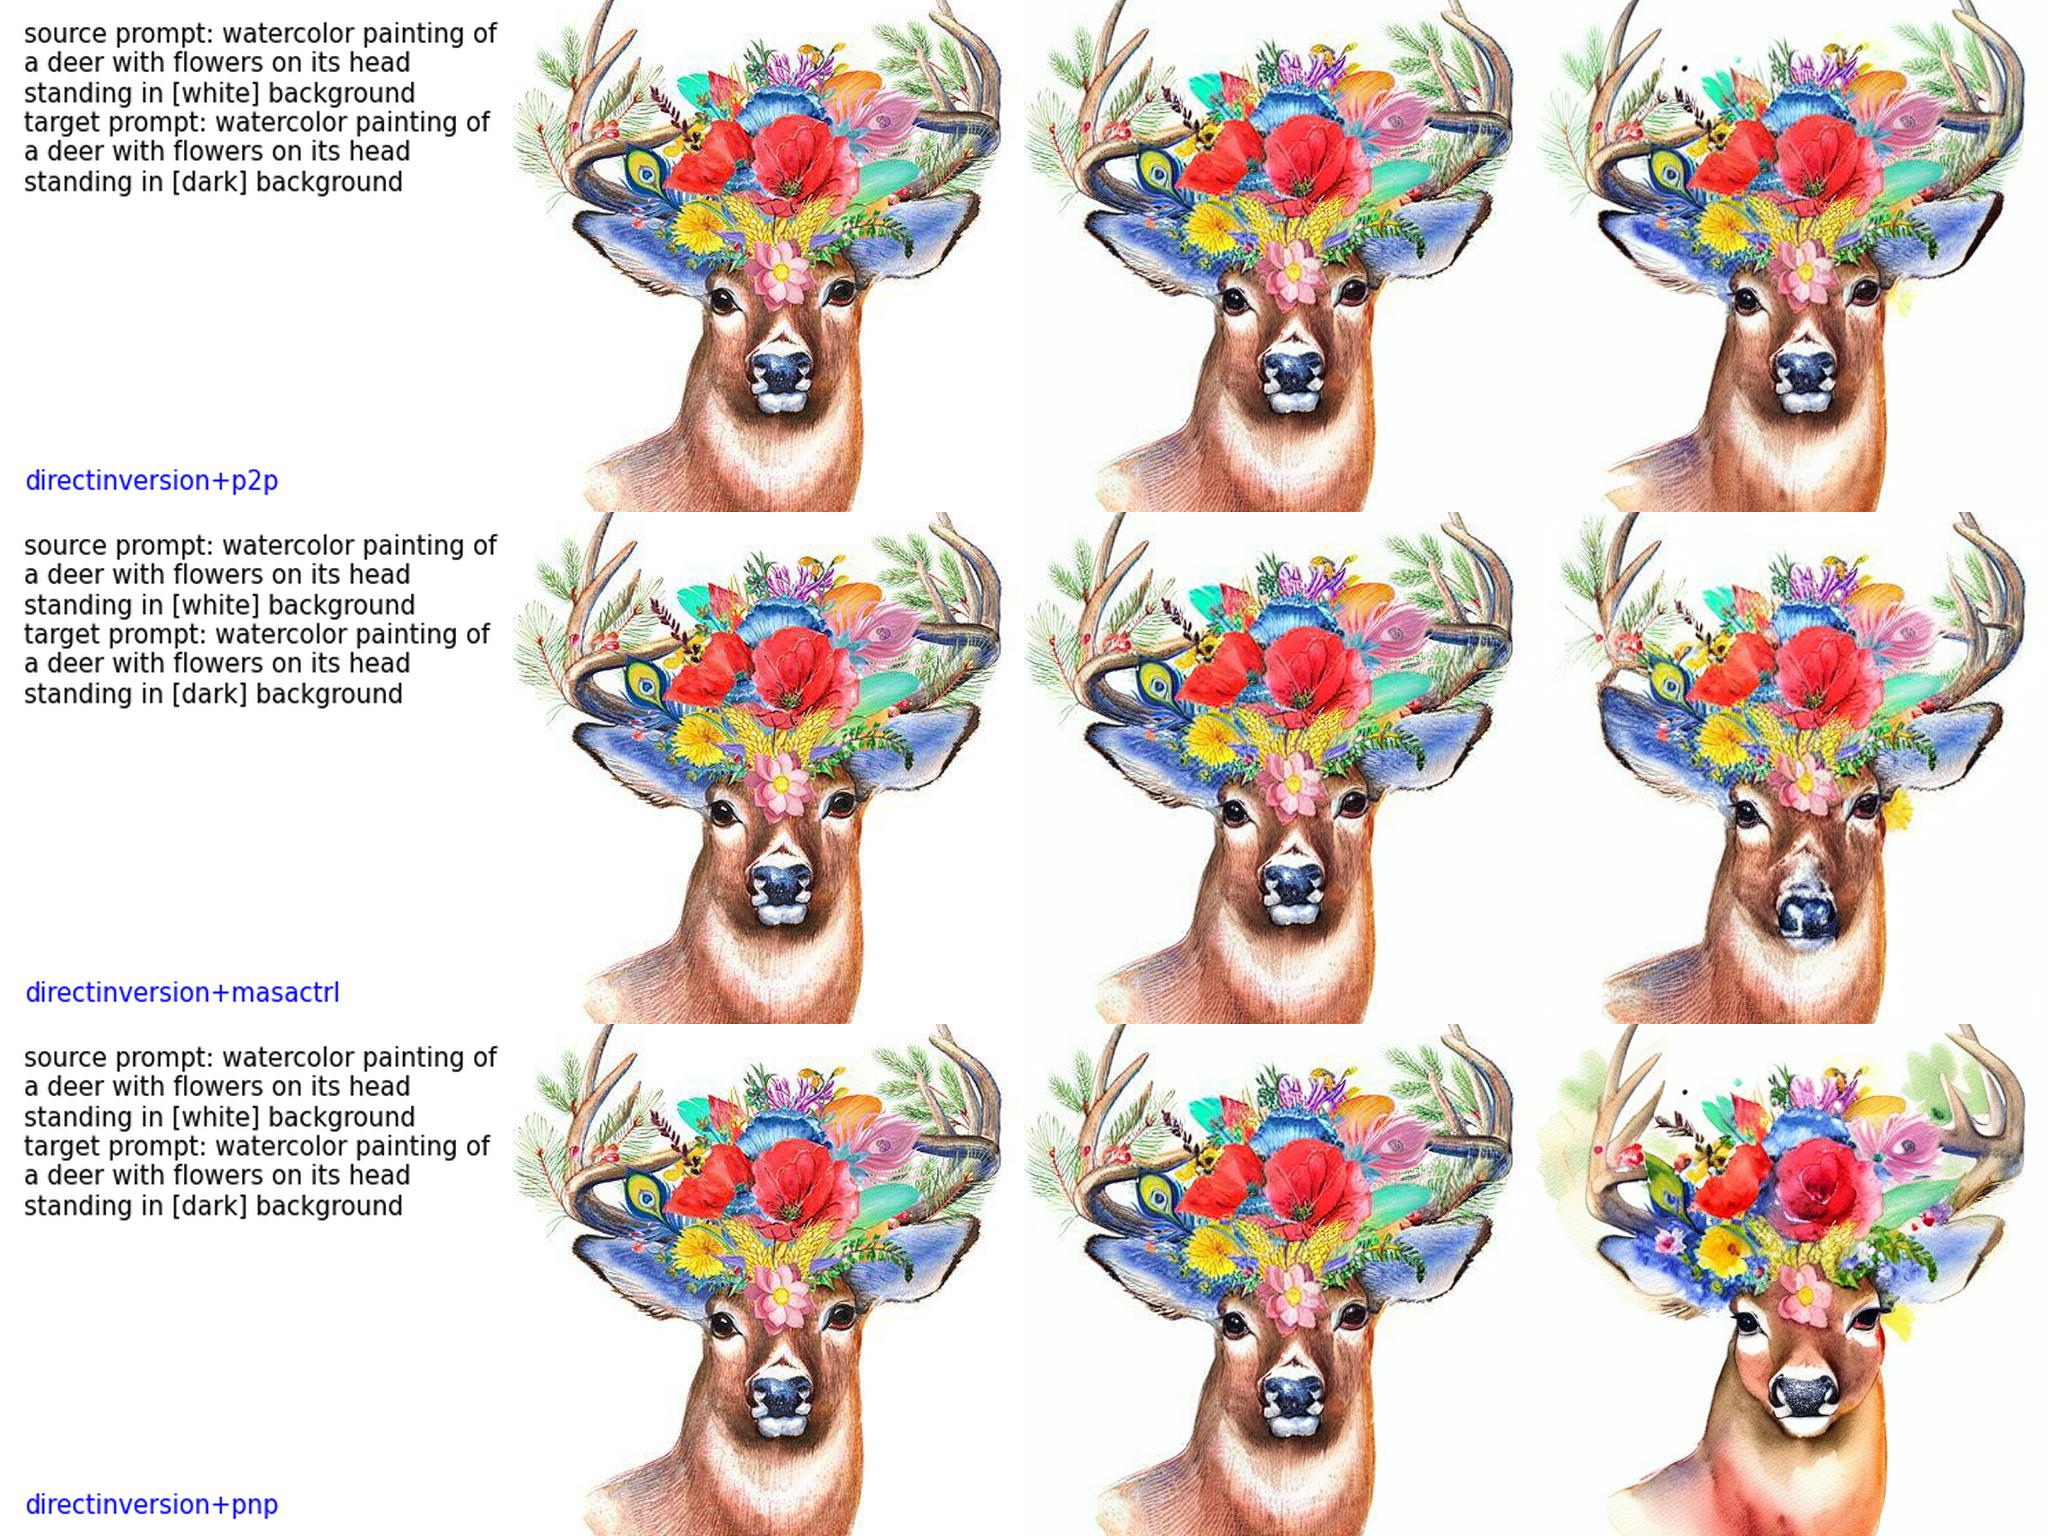 source prompt: watercolor painting of
a deer with flowers on its head
standing in [white] background
target prompt: watercolor painting of
a deer with flowers on its head
standing in [dark] background
directinversion+p2p
source prompt: watercolor painting of
a deer with flowers on its head
standing in [white] background
target prompt: watercolor painting of
a deer with flowers on its head
standing in [dark] background
directinversion+masactrl
source prompt: watercolor painting of
a deer with flowers on its head
standing in [white] background
target prompt: watercolor painting of
a deer with flowers on its head
standing in [dark] background
directinversion+pnp